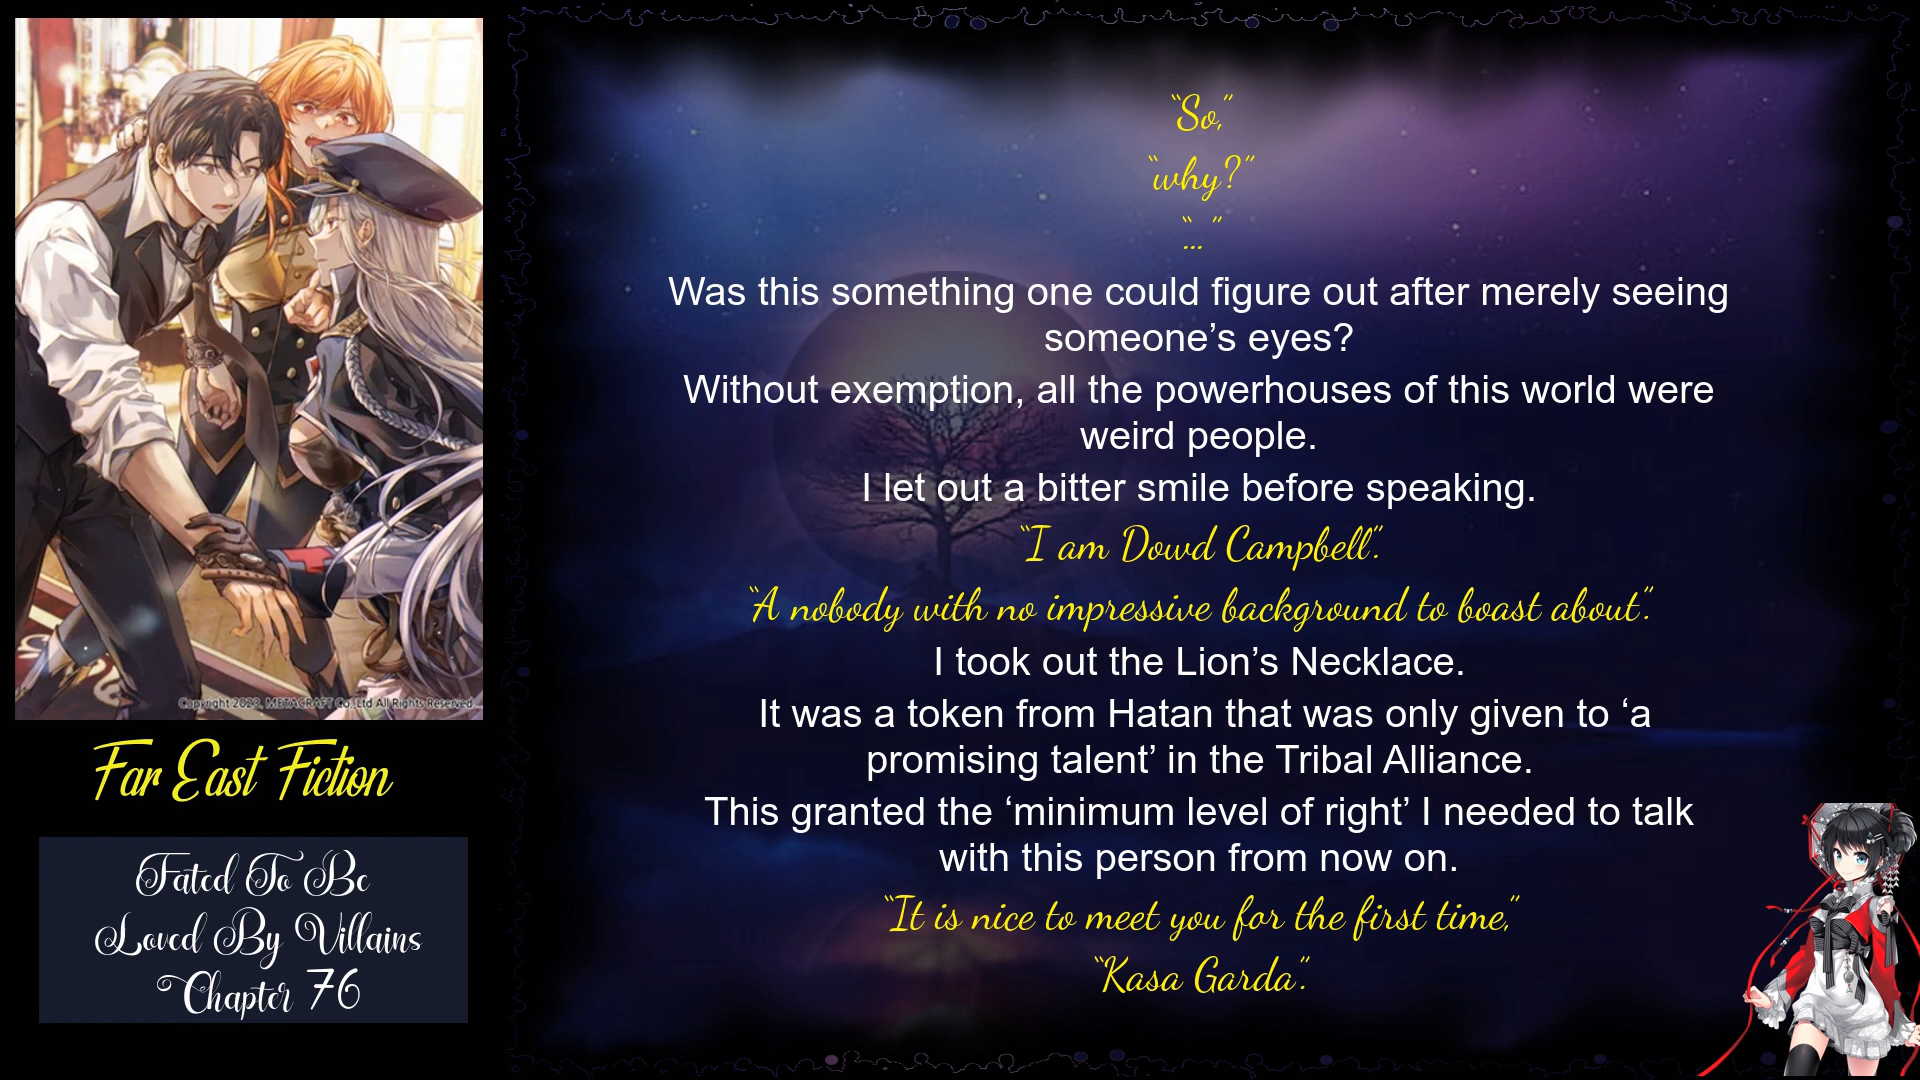 “So,”
“why?”
“... ”
Was this something one could figure out after merely seeing
someone’s eyes?
Without exemption, all the powerhouses of this world were
weird people.
I let out a bitter smile before speaking.
“I am Dowd Campbell”.
“A nobody with no impressive background to boast about”.
I took out the Lion’s Necklace.
It was a token from Hatan that was only given to ‘a
promising talent’ in the Tribal Alliance.
This granted the ‘minimum level of right’ I needed to talk
with this person from now on.
“It is nice to meet you for the first time,”
“Kasa Garda”.
Copyright 2023, METACRAFT Co,.Ltd All Rights Reserved
Far East Fiction
Fated To Be
Loved By Villains
Chapter 76